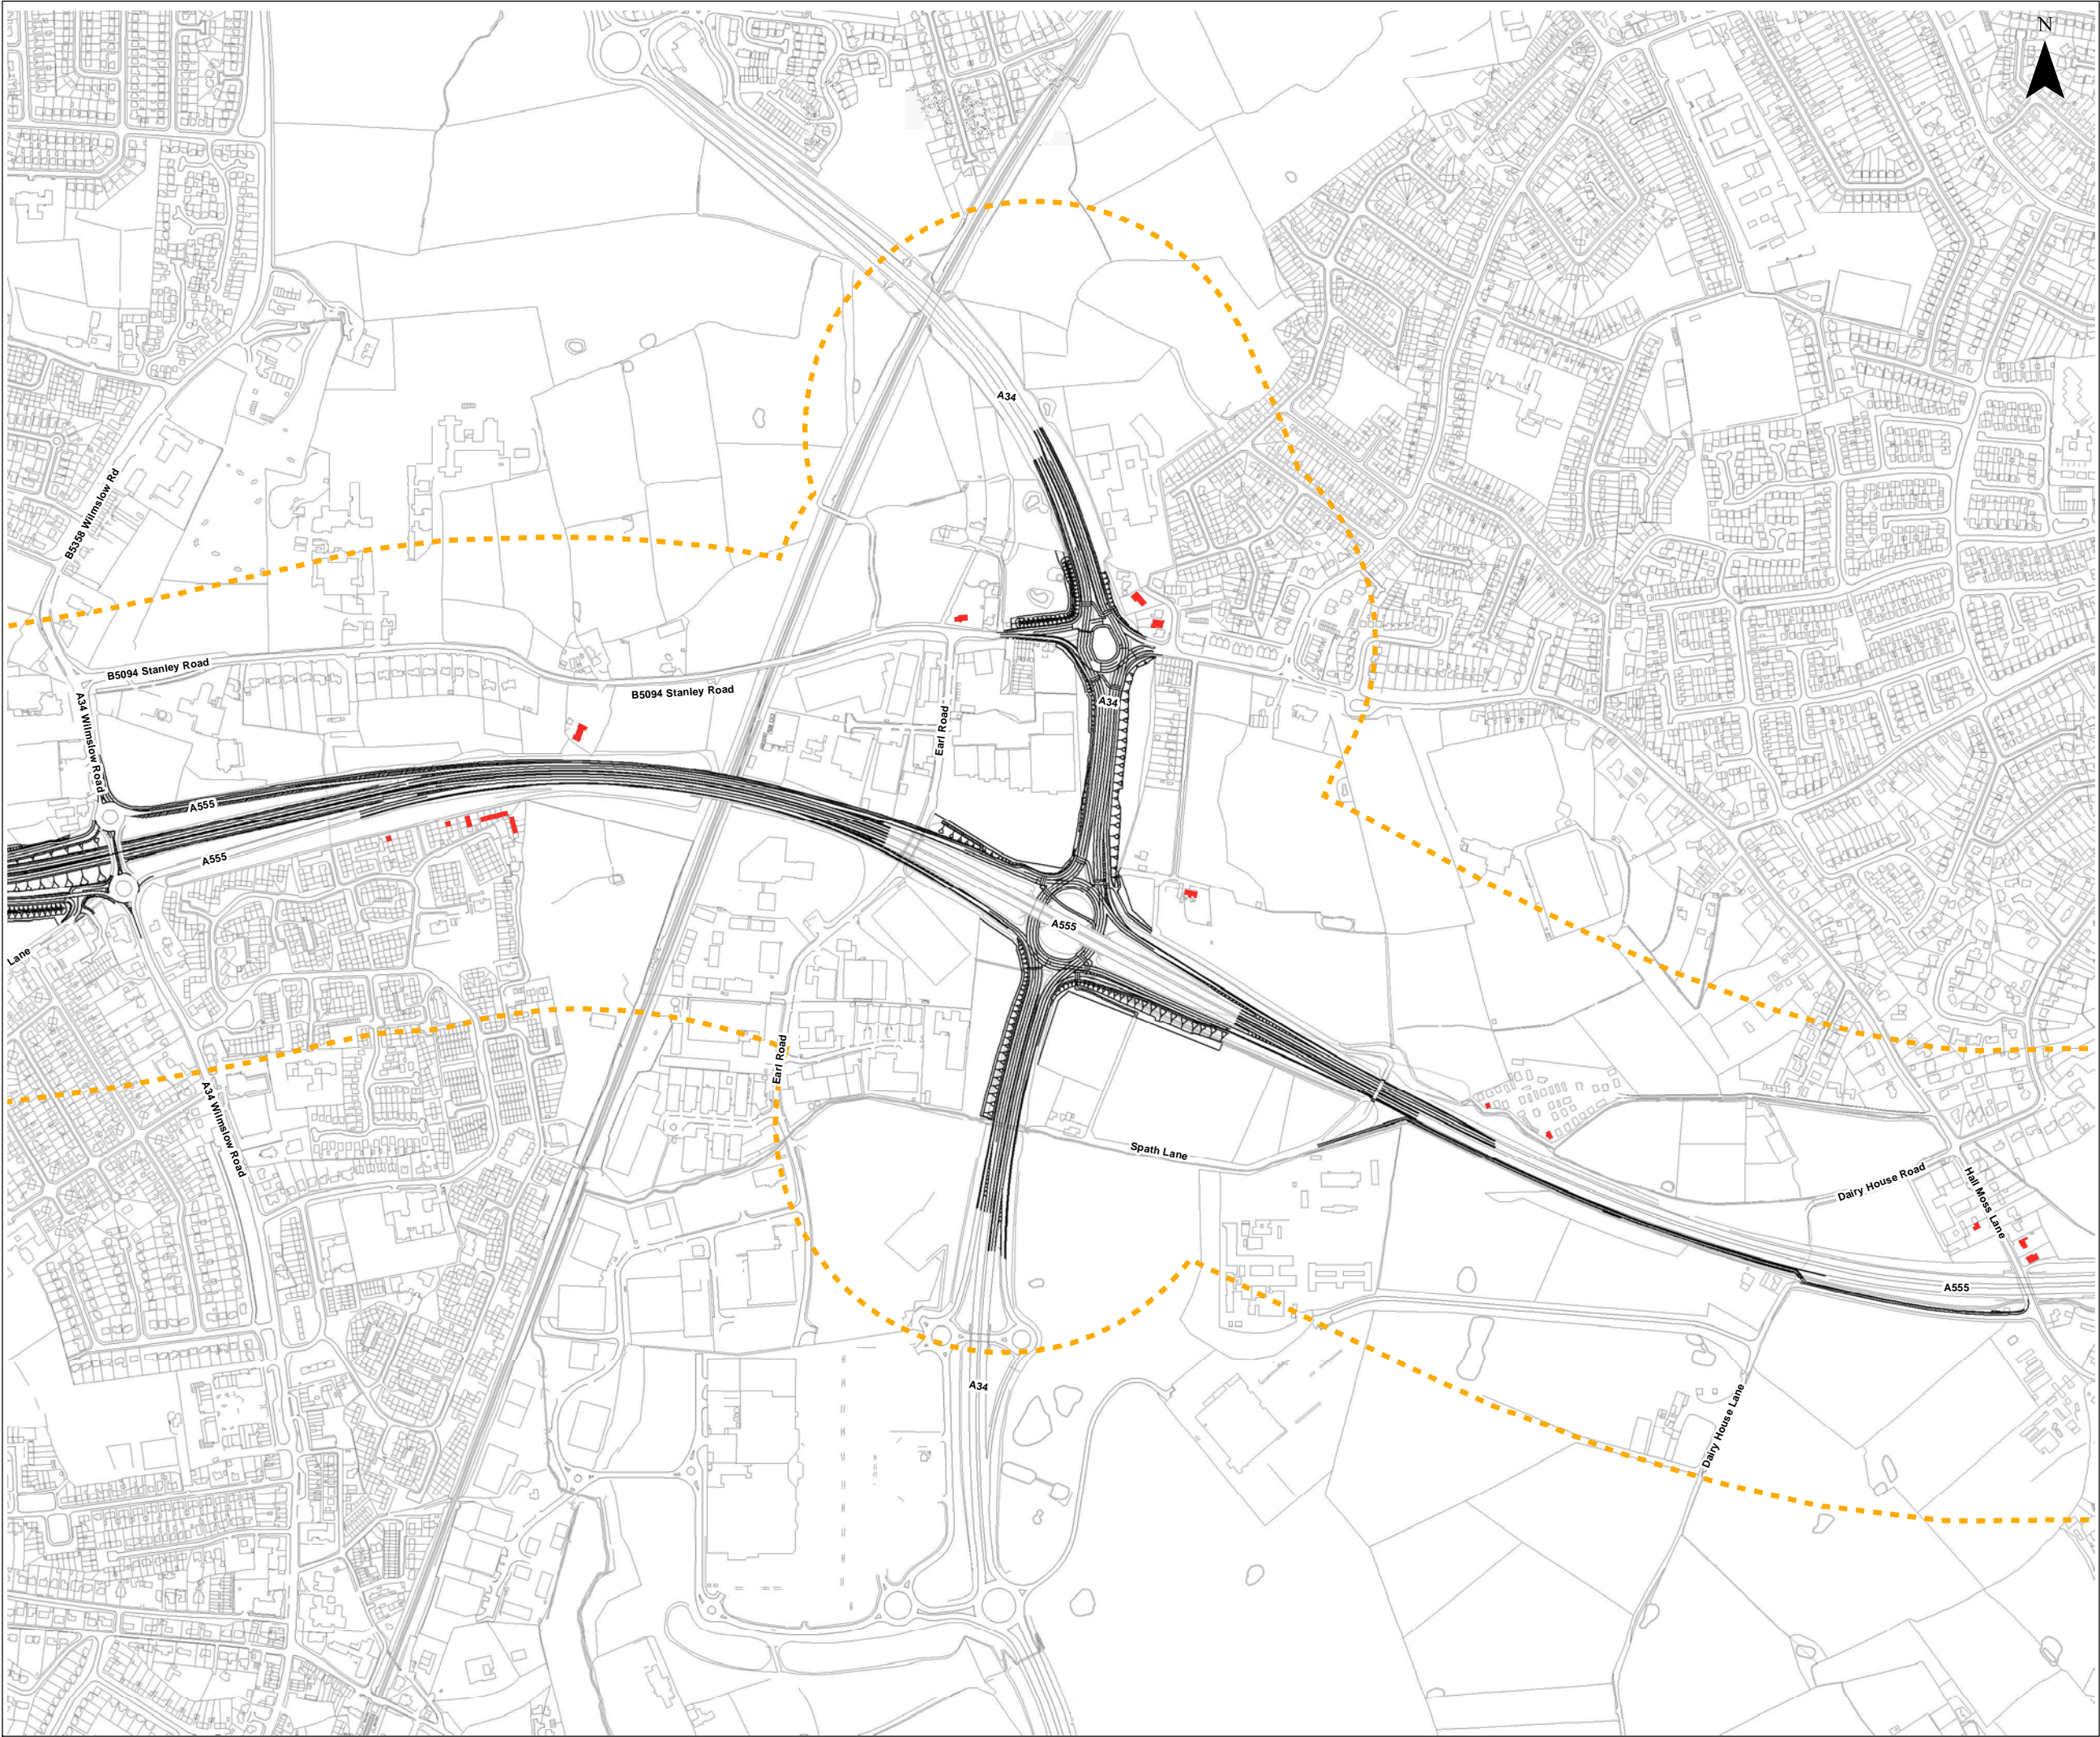 N
A34
B5358 Wilmslow Rd
B5094 Stanley Road
B5094 Stanley Road
A34 Wilmslow Road
A34
Earl Road
A555
A555
A555
Lane
Earl Road
A34 Wilmslow Road
Spath Lane
Dairy House Road
Hall Moss Lane
A555
A34
Dairy House Lane